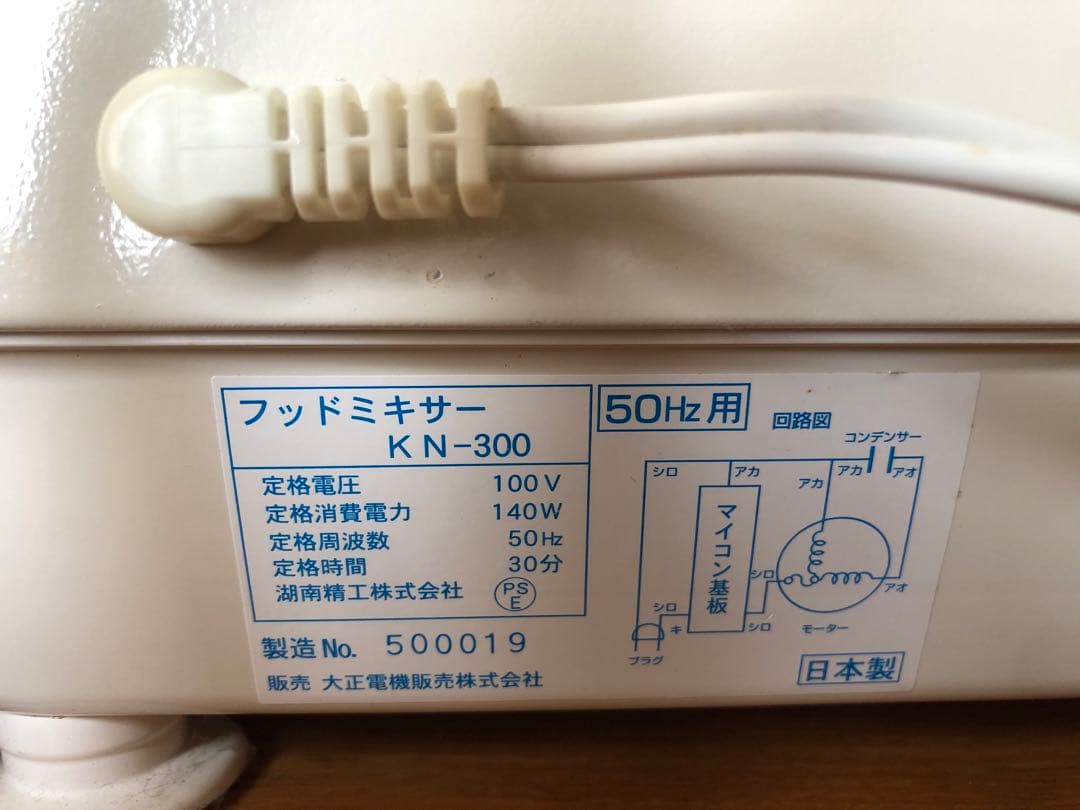 フッドミキサー
KN-300
定格電圧 100V
定格消費電力 140W
定格周波数 50Hz
定格時間 30分
湖南精工株式会社 PSE
製造No. 500019
販売 大正電機販売株式会社
50Hz用
回路図
コンデンサー
シロ アカ アカ アオ
アカ
マイコン基板
シロ
アオ
シロ
キ シロ モーター
プラグ
日本製